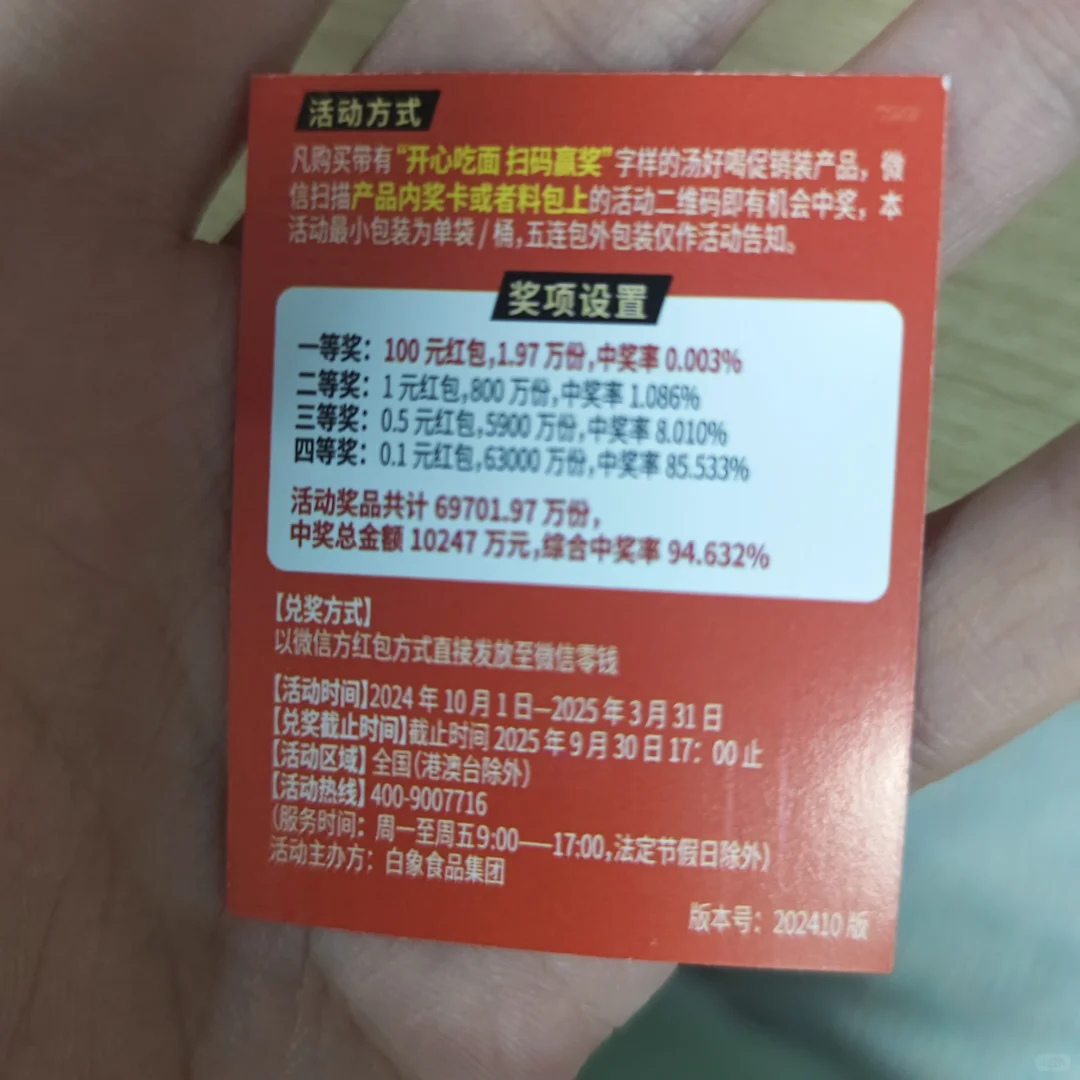 活动方式
凡购买带有“开心吃面 扫码赢奖”字样的汤好喝促销装产品，微
信扫描产品内奖卡或者料包上的活动二维码即有机会中奖，本
活动最小包装为单袋/桶，五连包外包装仅作活动告知。
奖项设置
一等奖：100元红包，1.97万份，中奖率0.003%
二等奖：1元红包，800万份，中奖率1.086%
三等奖：0.5元红包，5900万份，中奖率8.010%
四等奖：0.1元红包，63000万份，中奖率85.533%
活动奖品共计69701.97万份，
中奖总金额10247万元，综合中奖率94.632%
【兑奖方式】
以微信方红包方式直接发放至微信零钱
【活动时间】2024年10月1日—2025年3月31日
【兑奖截止时间】截止时间2025年9月30日17：00止
【活动区域】全国（港澳台除外）
【活动热线】400-9007716
（服务时间：周一至周五9:00——17:00，法定节假日除外）
活动主办方：白象食品集团
版本号：202410版